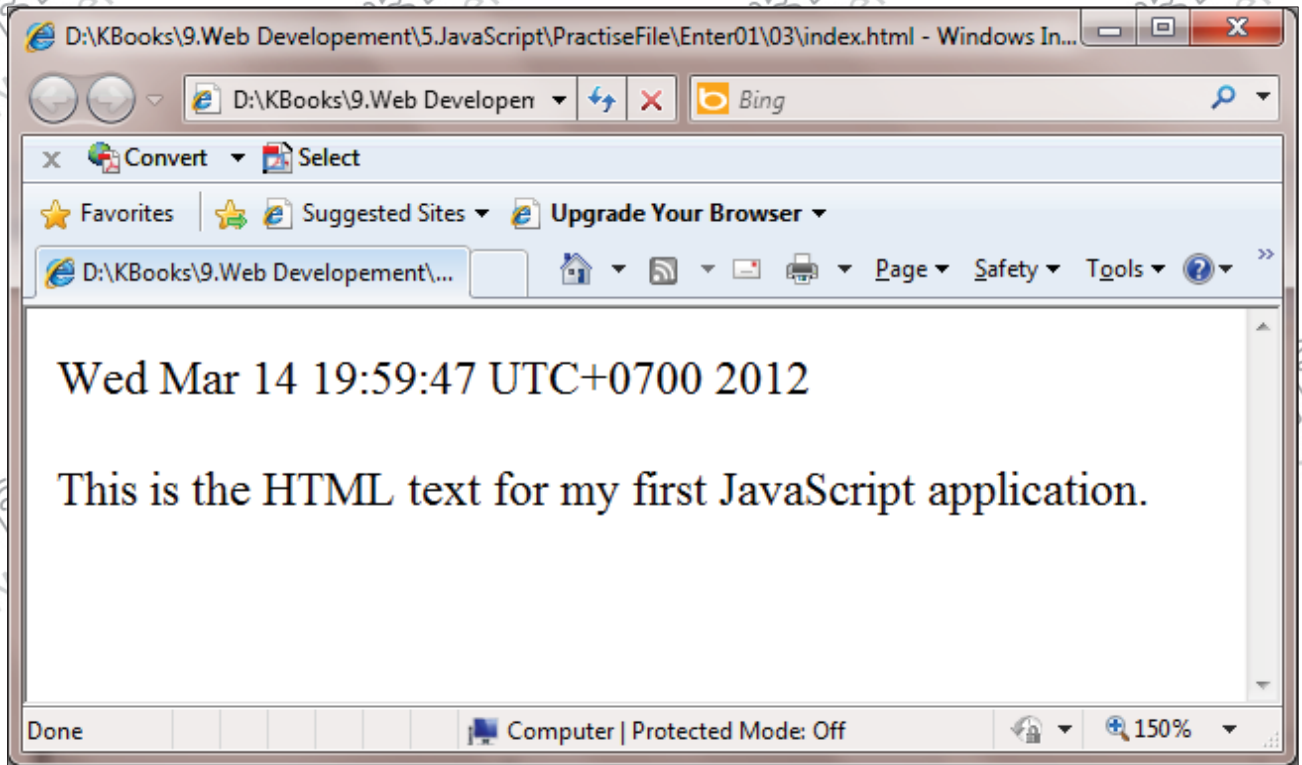 D:\KBooks\9.Web Developement\5.JavaScript\PractiseFile\Enter01\03\index.html - Windows In...
D:\KBooks\9.Web Developen
Bing
x Convert Select
Favorites Suggested Sites Upgrade Your Browser
D:\KBooks\9.Web Developement\... Page Safety Tools
Wed Mar 14 19:59:47 UTC+0700 2012
This is the HTML text for my first JavaScript application.
Done Computer | Protected Mode: Off 150%